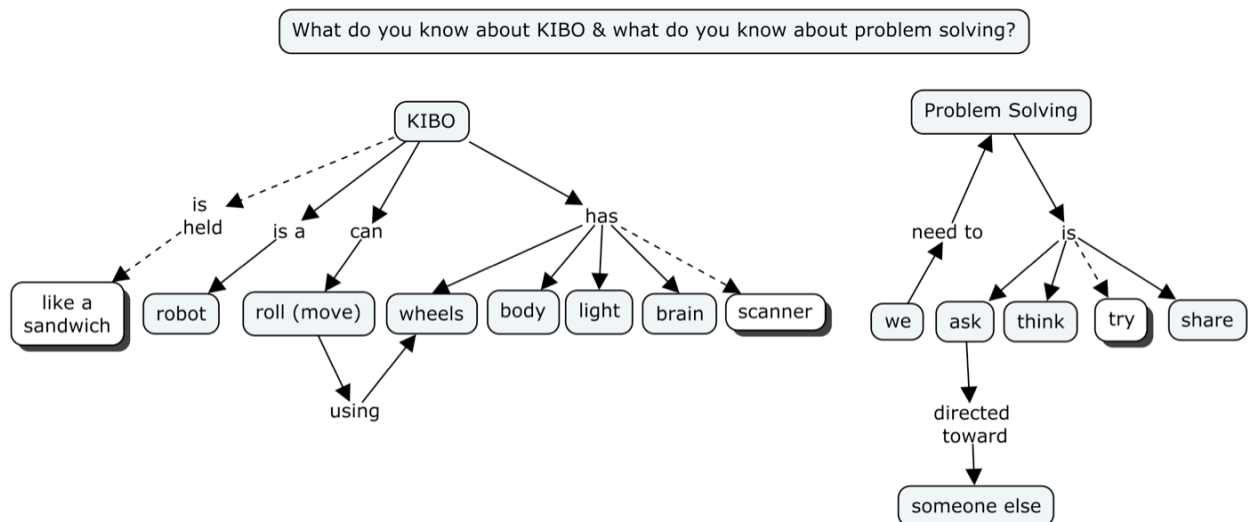 What do you know about KIBO & what do you know about problem solving?
KIBO
Problem Solving
is
held
is a
can
has
need to
is
like a
sandwich
robot
roll (move)
wheels
body
light
brain
scanner
we
ask
think
try
share
using
directed
toward
someone else